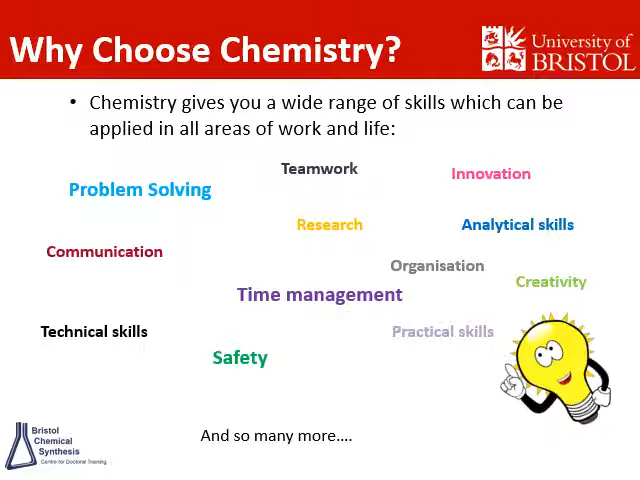 Why Choose Chemistry?
University of
BRISTOL
• Chemistry gives you a wide range of skills which can be
applied in all areas of work and life:
Teamwork
Innovation
Problem Solving
Research
Analytical skills
Communication
Organisation
Creativity
Time management
Technical skills
Practical skills
Safety
And so many more....
Bristol
Chemical
Synthesis
Centre for Doctoral Training